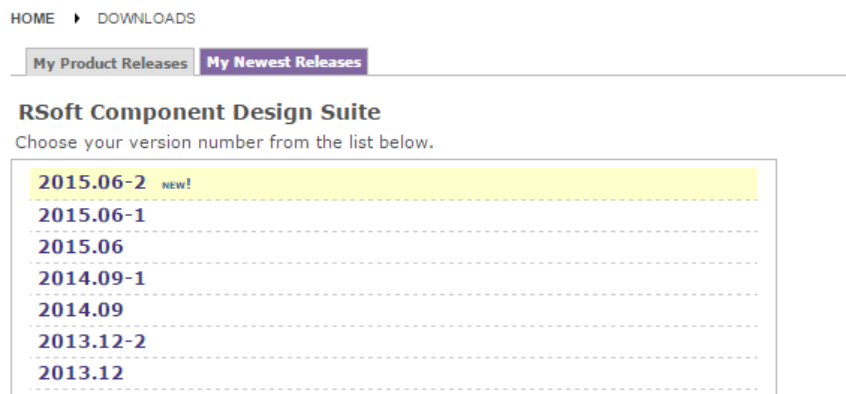 HOME ▶ DOWNLOADS
My Product Releases My Newest Releases
RSoft Component Design Suite
Choose your version number from the list below.
2015.06-2 NEW!
2015.06-1
2015.06
2014.09-1
2014.09
2013.12-2
2013.12